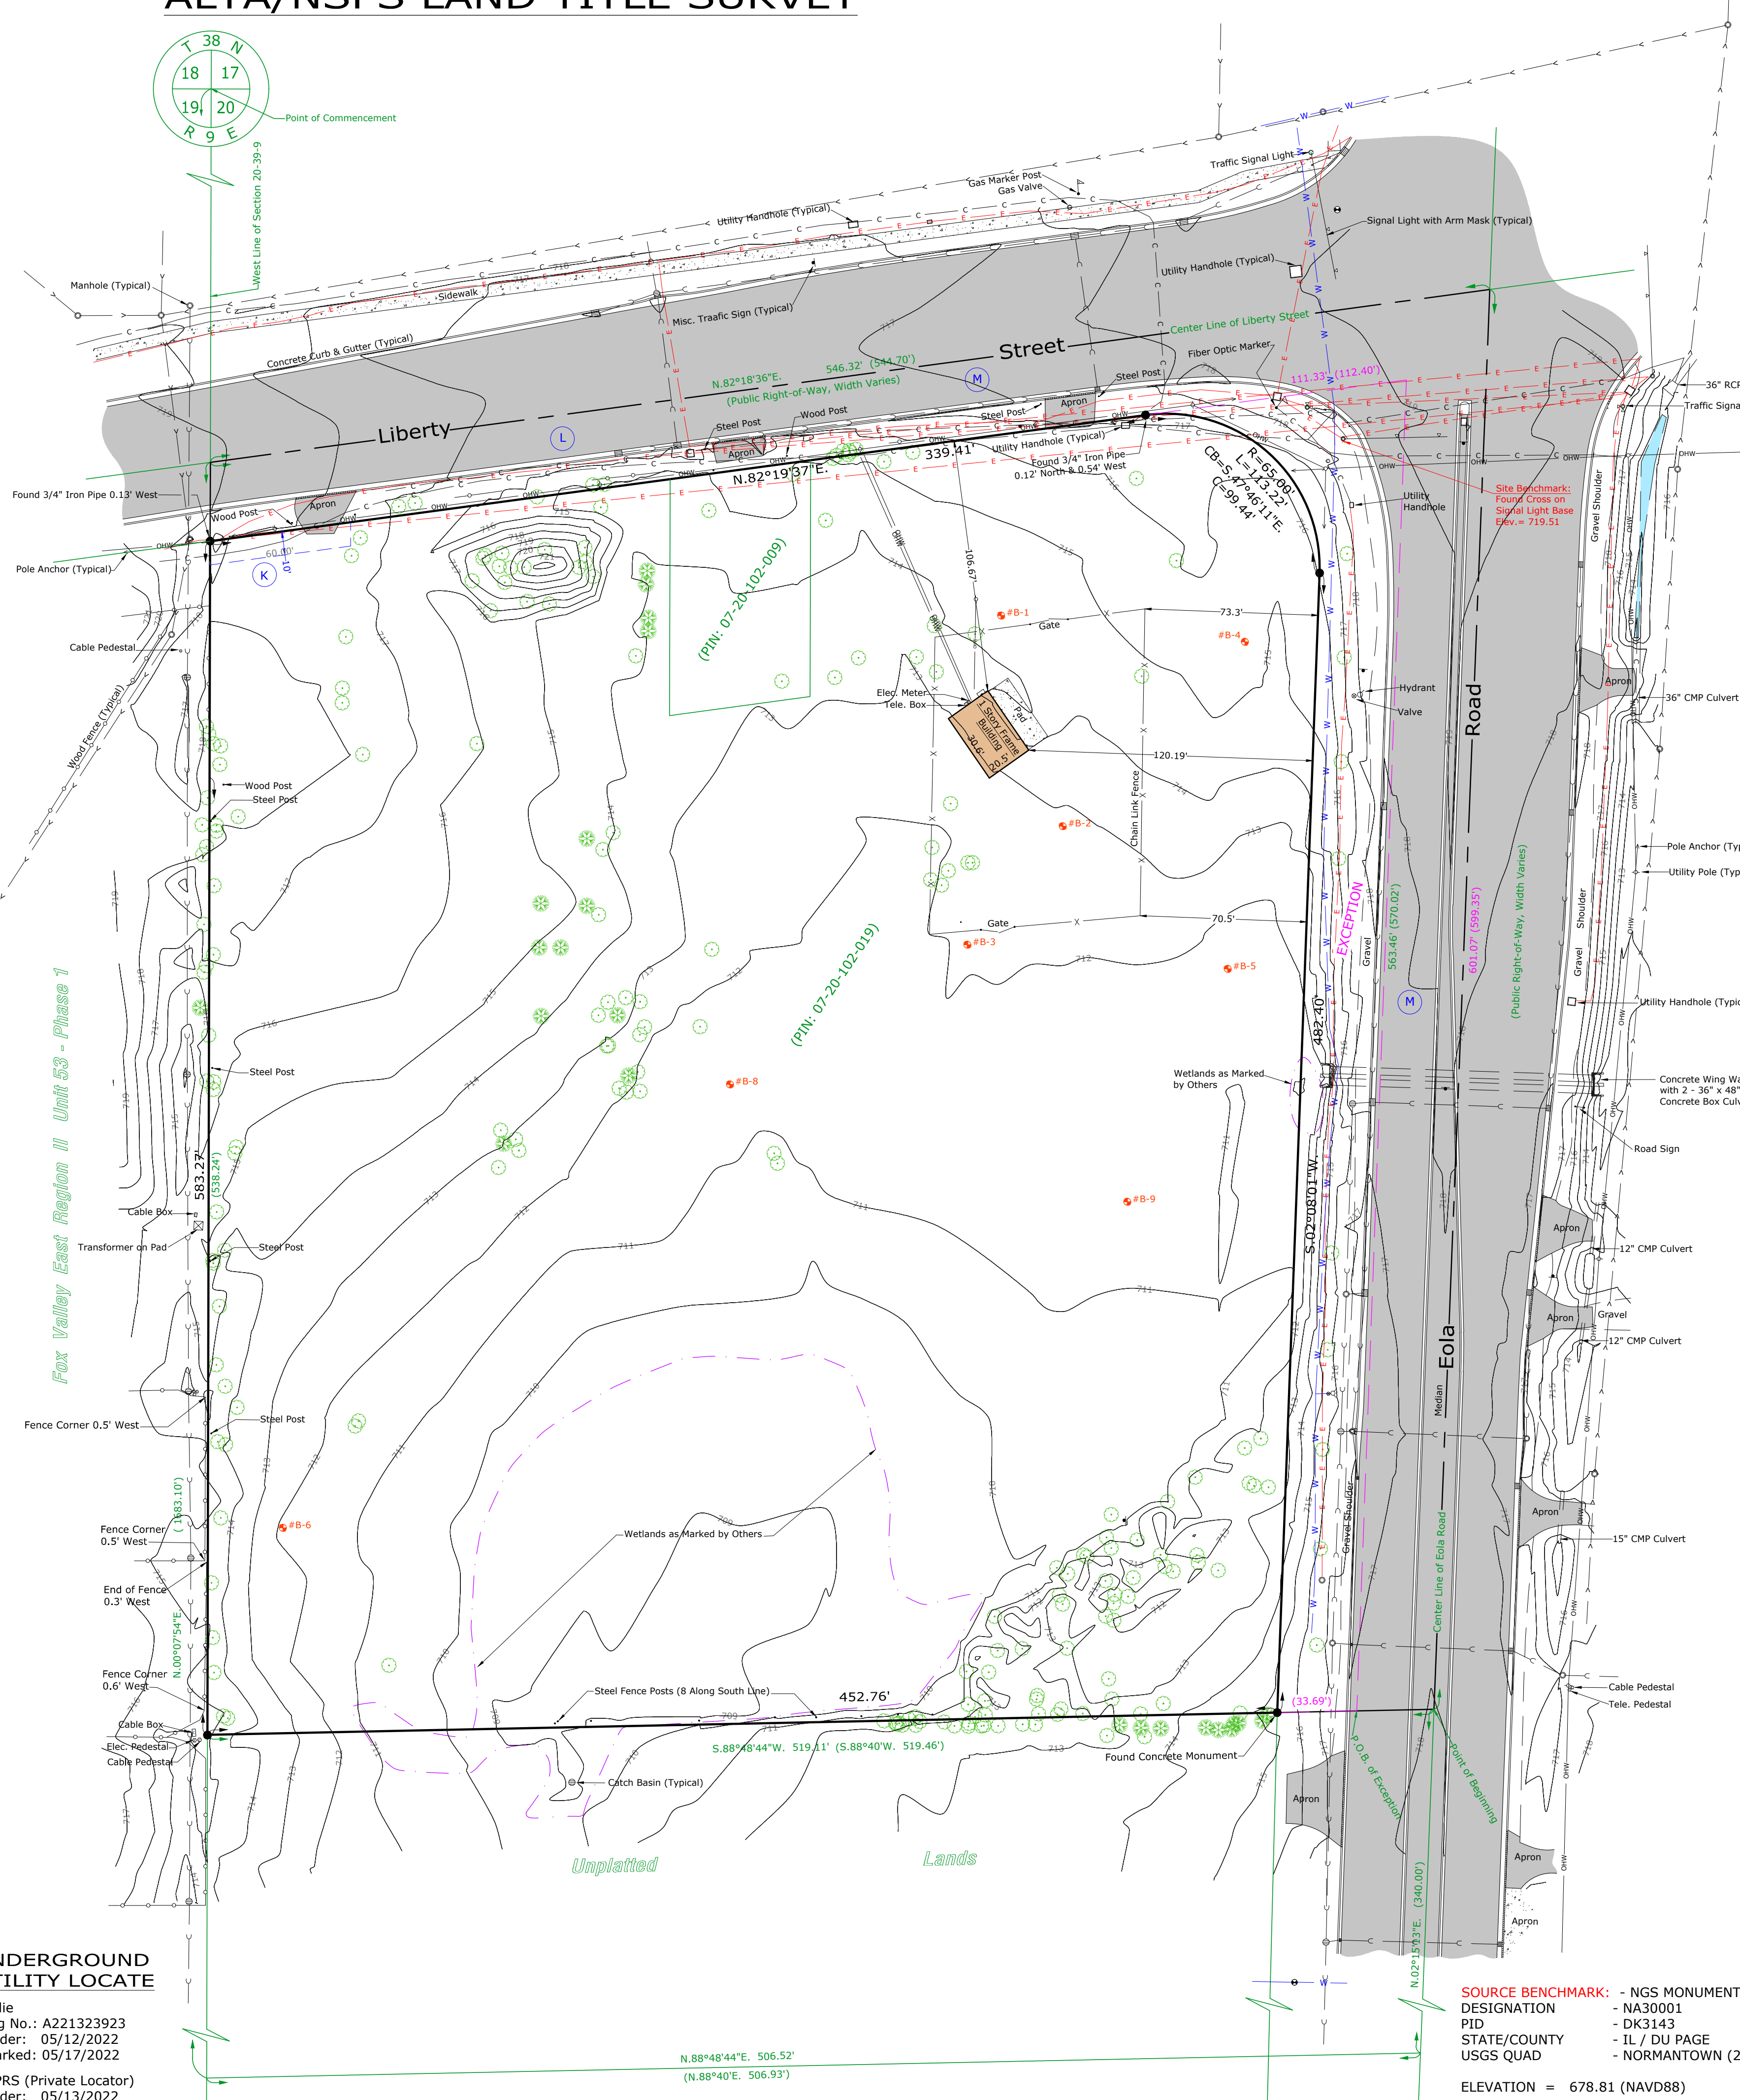 ALTA/NSPS LAND TITLE SURVEY
T 38 N
18 17
19 20
R 9 E
Point of Commencement
West Line of Section 20-39-9
Traffic Signal Light
Gas Marker Post
Gas Valve
Utility Handhole (Typical)
Signal Light with Arm Mask (Typical)
Utility Handhole (Typical)
Manhole (Typical)
Sidewalk
Misc. Traafic Sign (Typical)
Concrete Curb & Gutter (Typical)
Center Line of Liberty Street
Street
Fiber Optic Marker
N.82°18'36"E. 546.32' (544.70')
(Public Right-of-Way, Width Varies)
M
111.33' (112.40')
Steel Post
Apron
36" RCP
Traffic Signa
Liberty
L
Steel Post
Wood Post
Steel Post
Apron
Utility Handhole (Typical)
339.41'
N.82°19'37"E.
Found 3/4" Iron Pipe
0.12' North & 0.54' West
R=65.00'
L=113.22'
CB=S.47°46'11"E.
C=99.44'
Site Benchmark:
Found Cross on
Signal Light Base
Elev.= 719.51
Utility
Handhole
Gravel Shoulder
Found 3/4" Iron Pipe 0.13' West
Wood Post
Apron
60.00'
10'
K
Pole Anchor (Typical)
Cable Pedestal
Wood Fence (Typical)
(PIN: 07-20-102-009)
106.67'
#B-1
Gate
73.3'
#B-4
Elec. Meter
Tele. Box
Pad
1 Story Frame
Building
30.6'
20.5'
120.19'
Hydrant
Valve
Road
Apron
36" CMP Culvert
Wood Post
Steel Post
#B-2
Chain Link Fence
Pole Anchor (Typ
Utility Pole (Typ
EXCEPTION
Gravel
563.46' (570.02')
601.07' (599.35')
(Public Right-of-Way, Width Varies)
Gravel Shoulder
Gate
70.5'
#B-3
#B-5
(PIN: 07-20-102-019)
M
Utility Handhole (Typic
Fox Valley East Region II Unit 53 - Phase 1
482.40'
Steel Post
#B-8
Wetlands as Marked
by Others
Concrete Wing Wa
with 2 - 36" x 48"
Concrete Box Culv
Road Sign
583.27'
(538.24')
S.02°08'01"W.
Cable Box
#B-9
Transformer on Pad
Steel Post
Apron
12" CMP Culvert
Apron
Gravel
12" CMP Culvert
Eola
Median
Fence Corner 0.5' West
Steel Post
N.00°07'54"E. ( 1683.10')
Fence Corner
0.5' West
#B-6
Wetlands as Marked by Others
Gravel Shoulder
Apron
15" CMP Culvert
Center Line of Eola Road
End of Fence
0.3' West
Fence Corner
0.6' West
Steel Fence Posts (8 Along South Line)
452.76'
(33.69')
Cable Pedestal
Tele. Pedestal
Cable Box
Elec. Pedestal
Cable Pedestal
S.88°48'44"W. 519.11' (S.88°40'W. 519.46')
Found Concrete Monument
Catch Basin (Typical)
P.O.B. of Exception
Point of Beginning
Apron
Apron
Apron
Unplatted Lands
N.02°15'13"E. (340.00')
NDERGROUND
TILITY LOCATE
lie
g No.: A221323923
der: 05/12/2022
arked: 05/17/2022
PRS (Private Locator)
der: 05/13/2022
N.88°48'44"E. 506.52'
(N.88°40'E. 506.93')
SOURCE BENCHMARK: - NGS MONUMENT
DESIGNATION - NA30001
PID - DK3143
STATE/COUNTY - IL / DU PAGE
USGS QUAD - NORMANTOWN (2
ELEVATION = 678.81 (NAVD88)